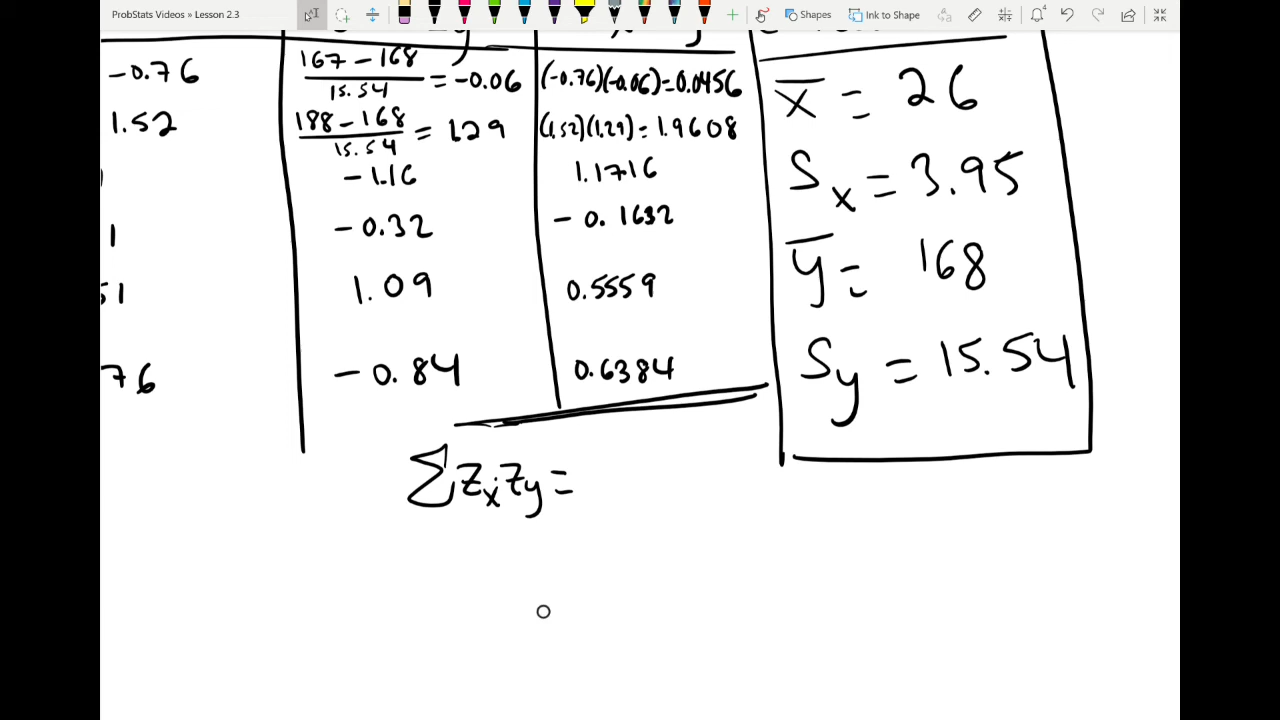 ProbStats Videos » Lesson 2.3
Shapes
Ink to Shape
-0.76
167 - 168 / 15.54 = -0.06
(-0.76)(-0.06)=0.0456
1.52
188 - 168 / 15.54 = 1.29
(1.52)(1.29) = 1.9608
-1.16
1.1716
-0.32
-0.1632
1.09
0.5559
76
-0.84
0.6384
x̄ = 26
Sx = 3.95
ȳ = 168
Sy = 15.54
∑ZxZy =